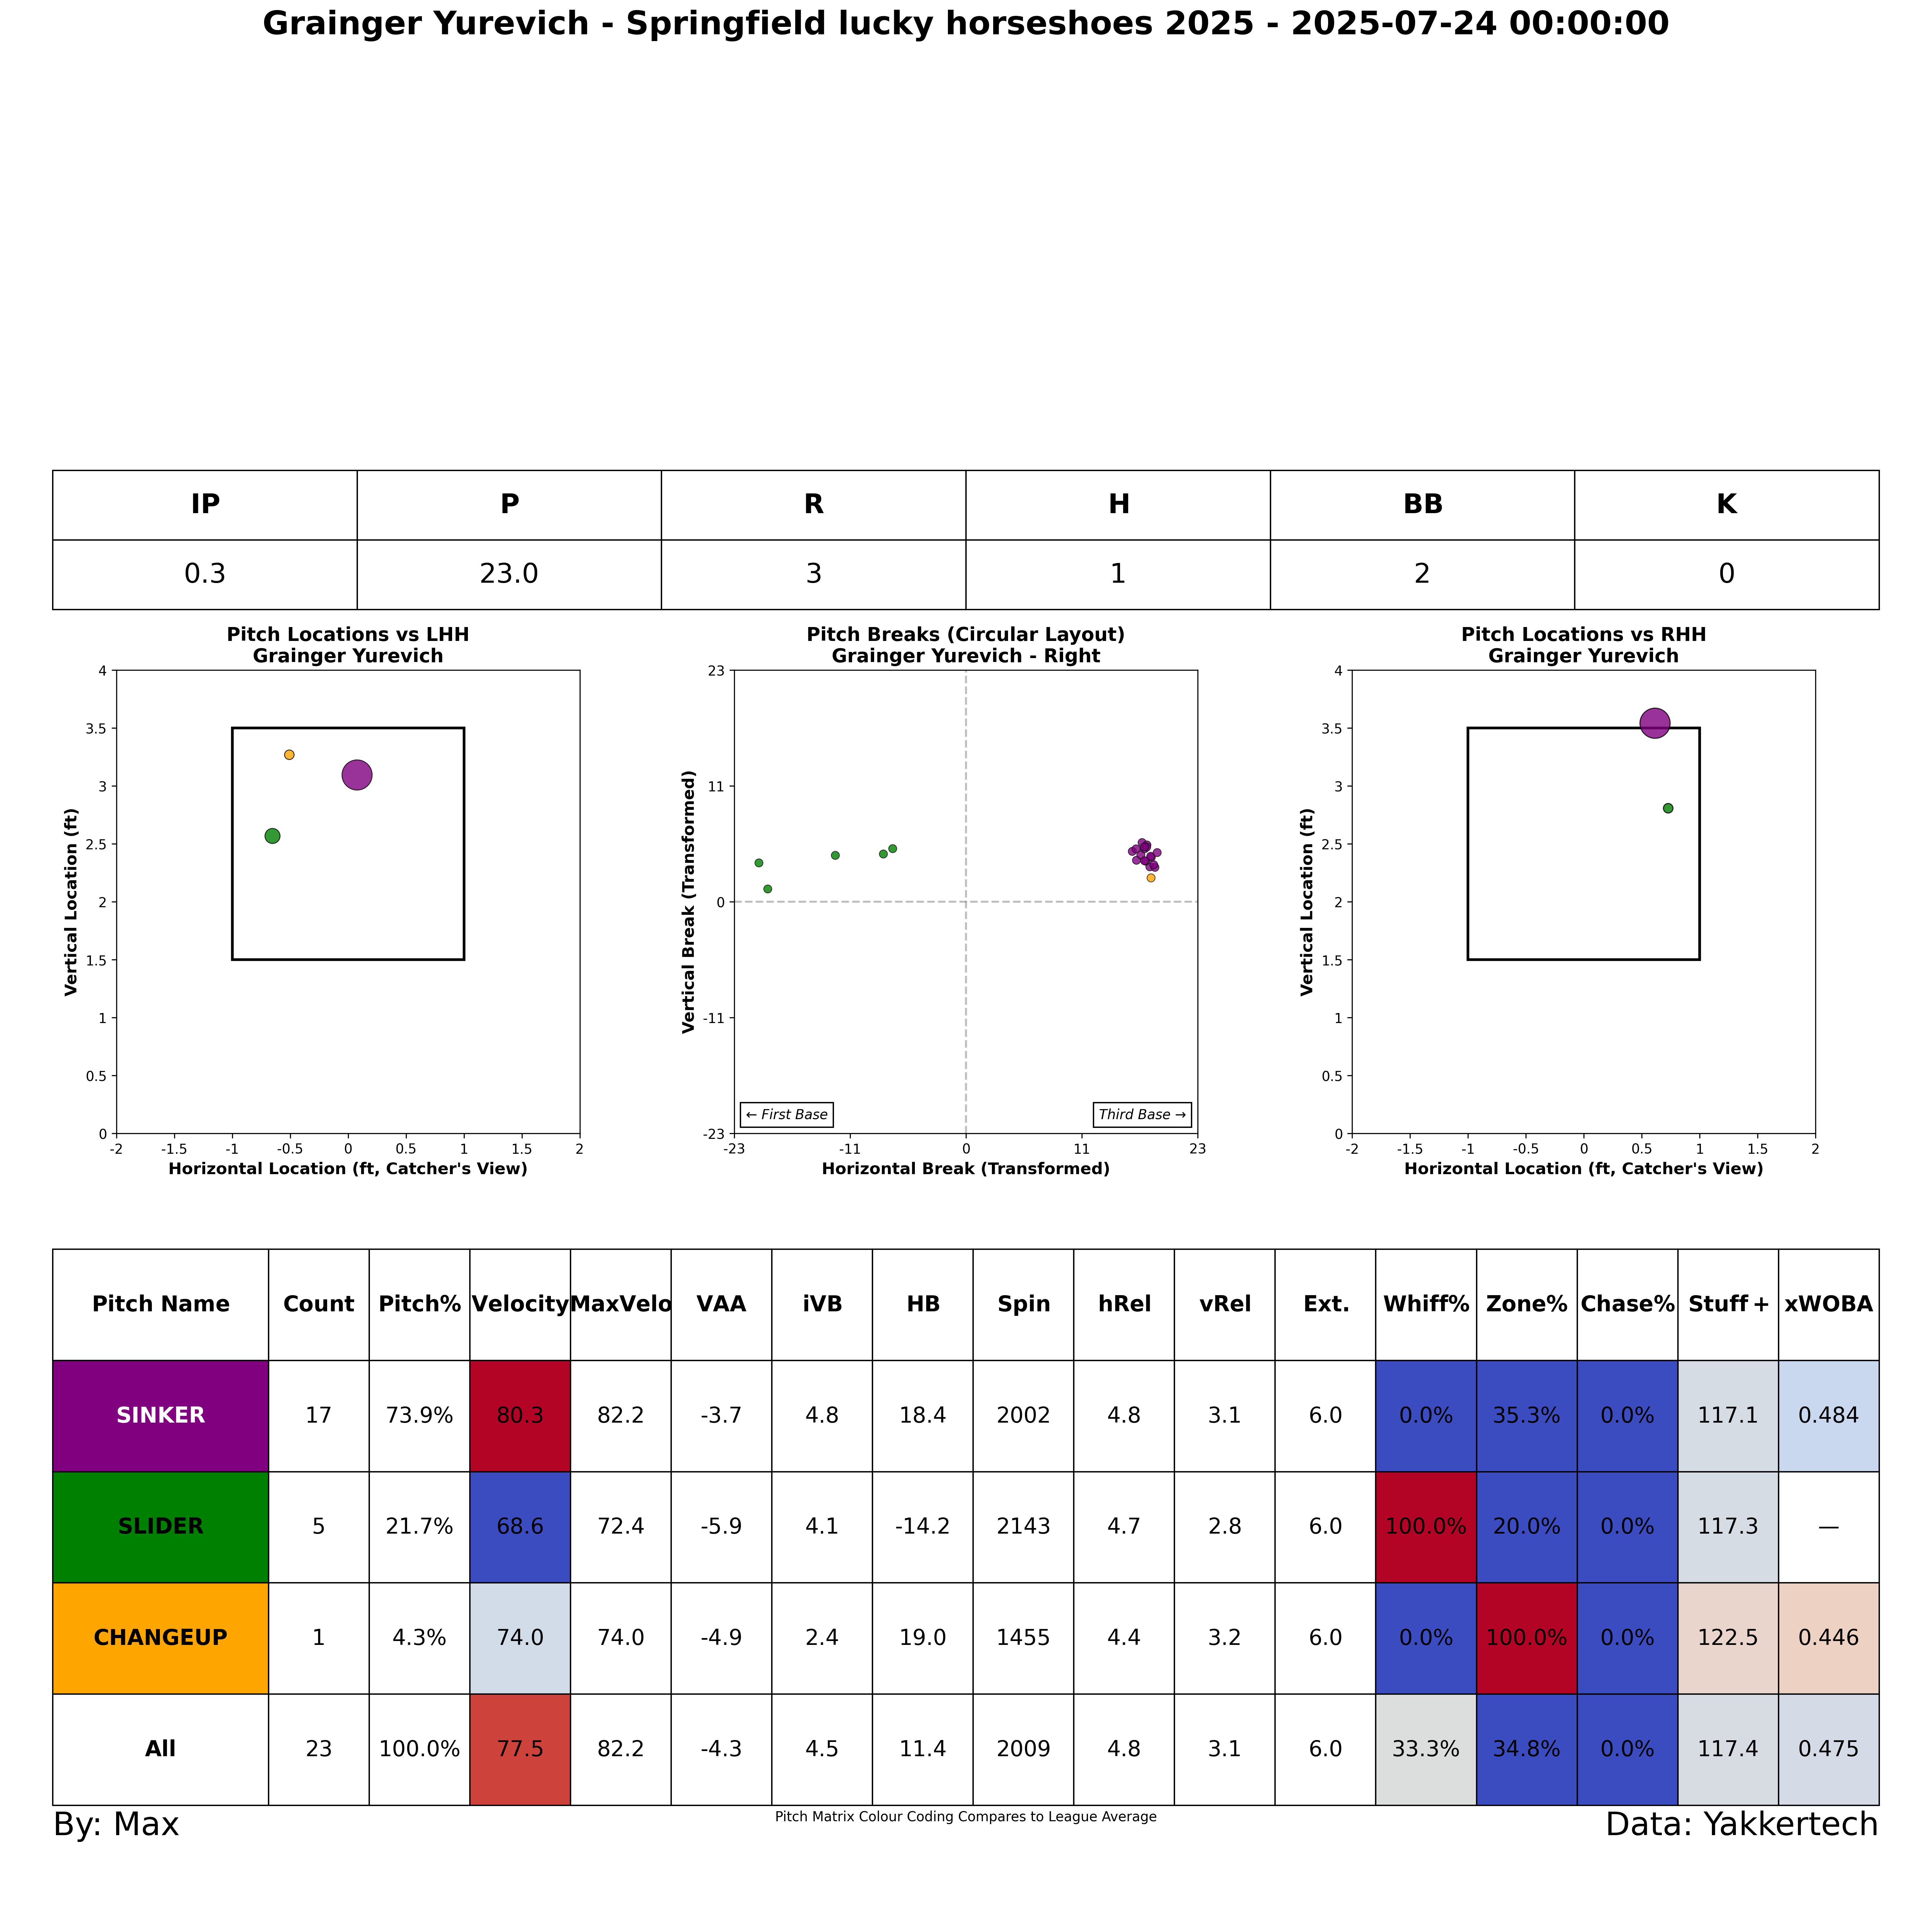 Grainger Yurevich - Springfield lucky horseshoes 2025 - 2025-07-24 00:00:00
IP P R H BB K
0.3 23.0 3 1 2 0
Pitch Locations vs LHH
Grainger Yurevich
4
3.5
3
2.5
2
1.5
1
0.5
0
-2 -1.5 -1 -0.5 0 0.5 1 1.5 2
Vertical Location (ft)
Horizontal Location (ft, Catcher's View)
Pitch Breaks (Circular Layout)
Grainger Yurevich - Right
23
11
0
-11
-23
← First Base Third Base →
-23 -11 0 11 23
Vertical Break (Transformed)
Horizontal Break (Transformed)
Pitch Locations vs RHH
Grainger Yurevich
4
3.5
3
2.5
2
1.5
1
0.5
0
-2 -1.5 -1 -0.5 0 0.5 1 1.5 2
Vertical Location (ft)
Horizontal Location (ft, Catcher's View)
Pitch Name Count Pitch% Velocity MaxVelo VAA iVB HB Spin hRel vRel Ext. Whiff% Zone% Chase% Stuff+ xWOBA
SINKER 17 73.9% 80.3 82.2 -3.7 4.8 18.4 2002 4.8 3.1 6.0 0.0% 35.3% 0.0% 117.1 0.484
SLIDER 5 21.7% 68.6 72.4 -5.9 4.1 -14.2 2143 4.7 2.8 6.0 100.0% 20.0% 0.0% 117.3 —
CHANGEUP 1 4.3% 74.0 74.0 -4.9 2.4 19.0 1455 4.4 3.2 6.0 0.0% 100.0% 0.0% 122.5 0.446
All 23 100.0% 77.5 82.2 -4.3 4.5 11.4 2009 4.8 3.1 6.0 33.3% 34.8% 0.0% 117.4 0.475
By: Max
Pitch Matrix Colour Coding Compares to League Average
Data: Yakkertech